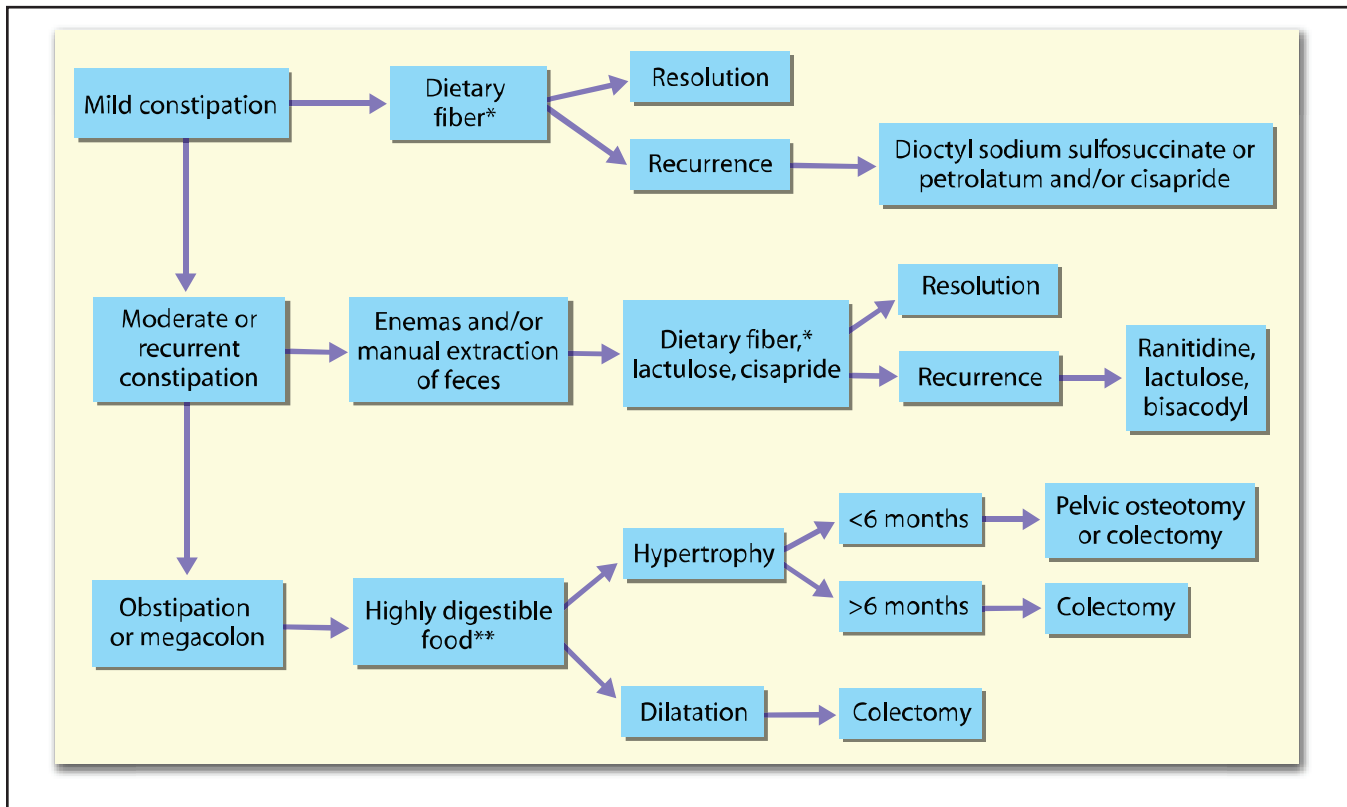 Mild constipation
Dietary
fiber*
Resolution
Recurrence
Dioctyl sodium sulfosuccinate or
petrolatum and/or cisapride
Moderate or
recurrent
constipation
Enemas and/or
manual extraction
of feces
Dietary fiber,*
lactulose, cisapride
Resolution
Recurrence
Ranitidine,
lactulose,
bisacodyl
Obstipation
or megacolon
Highly digestible
food**
Hypertrophy
<6 months
Pelvic osteotomy
or colectomy
>6 months
Colectomy
Dilatation
Colectomy